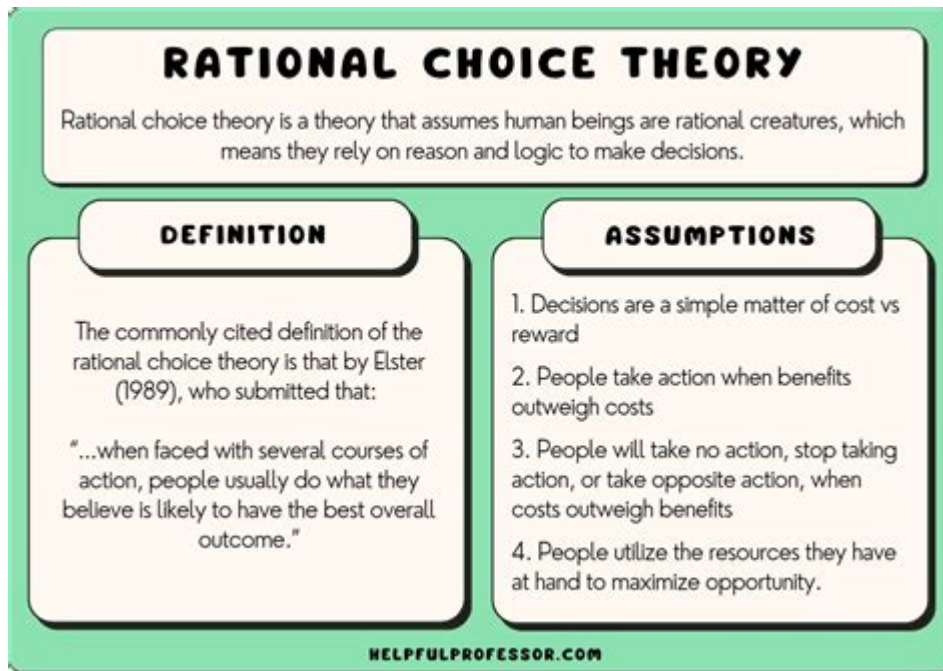 RATIONAL CHOICE THEORY
Rational choice theory is a theory that assumes human beings are rational creatures, which
means they rely on reason and logic to make decisions.
DEFINITION
The commonly cited definition of the
rational choice theory is that by Elster
(1989), who submitted that:
"...when faced with several courses of
action, people usually do what they
believe is likely to have the best overall
outcome."
ASSUMPTIONS
1. Decisions are a simple matter of cost vs
reward
2. People take action when benefits
outweigh costs
3. People will take no action, stop taking
action, or take opposite action, when
costs outweigh benefits
4. People utilize the resources they have
at hand to maximize opportunity.
HELPFULPROFESSOR.COM